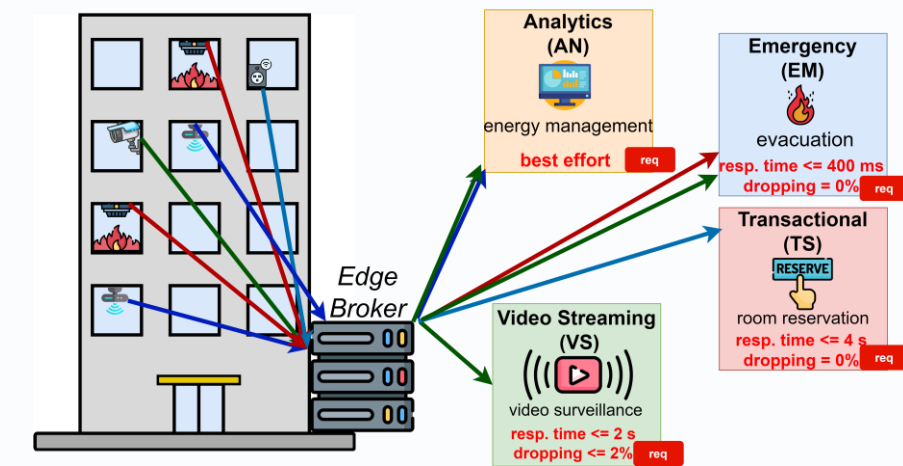 Analytics
(AN)
energy management
best effort
req
Emergency
(EM)
evacuation
resp. time <= 400 ms
dropping = 0%
req
Transactional
(TS)
RESERVE
room reservation
resp. time <= 4 s
dropping = 0%
req
Edge
Broker
Video Streaming
(VS)
video surveillance
resp. time <= 2 s
dropping <= 2%
req